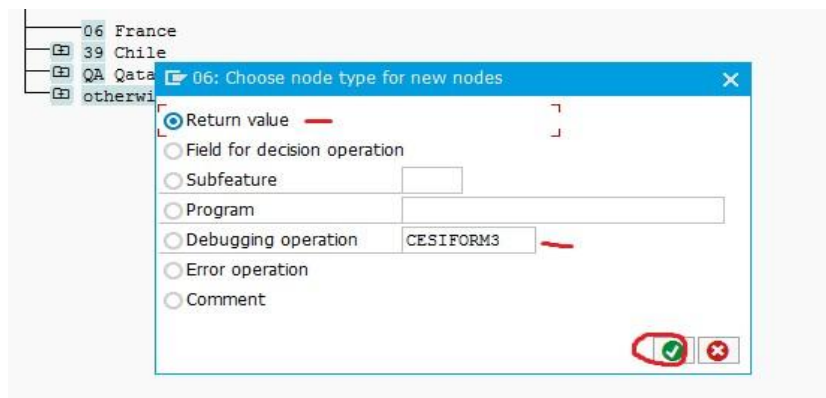 06 France
39 Chile
QA Qata
otherwi
06: Choose node type for new nodes
Return value
Field for decision operation
Subfeature
Program
Debugging operation CESIFORM3
Error operation
Comment